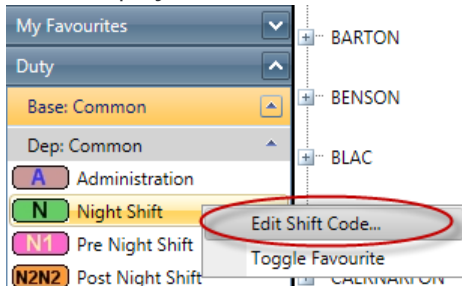 My Favourites
BARTON
Duty
Base: Common
BENSON
Dep: Common
BLAC
A Administration
N Night Shift
Edit Shift Code...
N1 Pre Night Shift
Toggle Favourite
N2N2 Post Night Shift
CAERNARFON